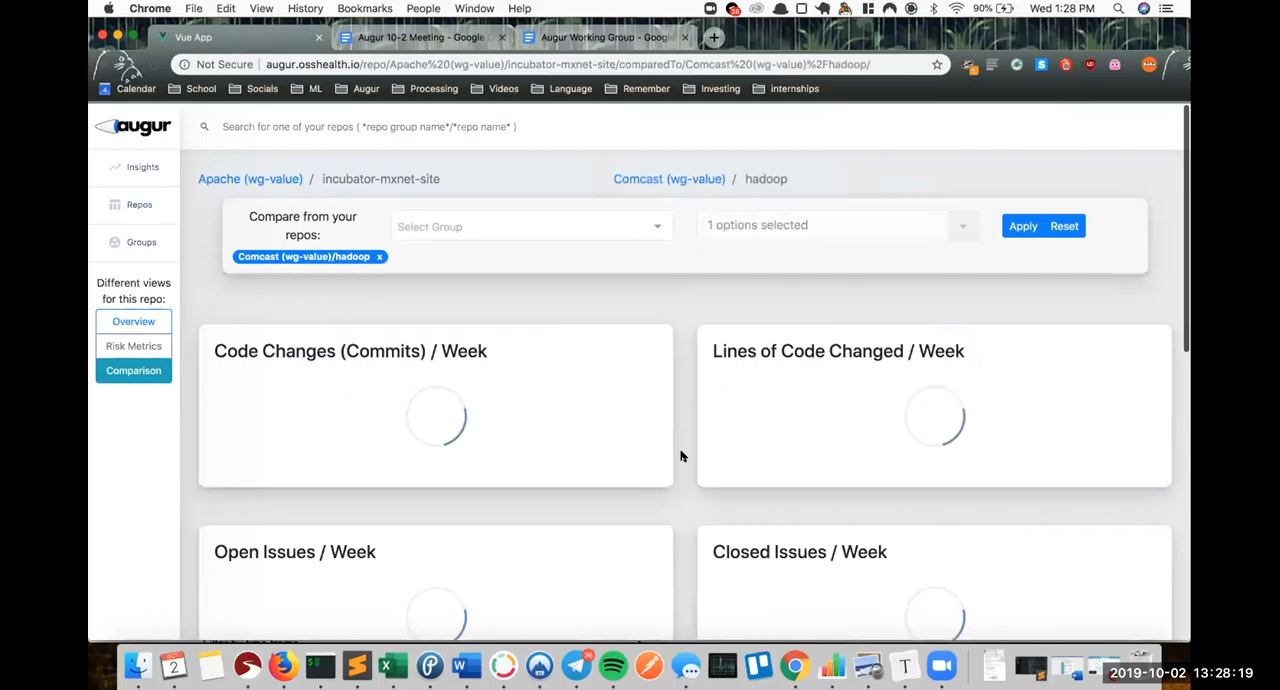 Chrome File Edit View History Bookmarks People Window Help 36 90% Wed 1:28 PM
Vue App Augur 10-2 Meeting - Google Augur Working Group - Googl
Not Secure augur.osshealth.io/repo/Apache%20(wg-value)/incubator-mxnet-site/comparedTo/Comcast%20(wg-value)%2Fhadoop/
Calendar School Socials ML Augur Processing Videos Language Remember Investing internships
augur
Search for one of your repos ( *repo group name*/*repo name* )
Insights
Repos
Groups
Different views
for this repo:
Overview
Risk Metrics
Comparison
Apache (wg-value) / incubator-mxnet-site
Comcast (wg-value) / hadoop
Compare from your
repos:
Comcast (wg-value)/hadoop x
Select Group
1 options selected
Apply Reset
Code Changes (Commits) / Week
Lines of Code Changed / Week
Open Issues / Week
Closed Issues / Week
2019-10-02 13:28:19